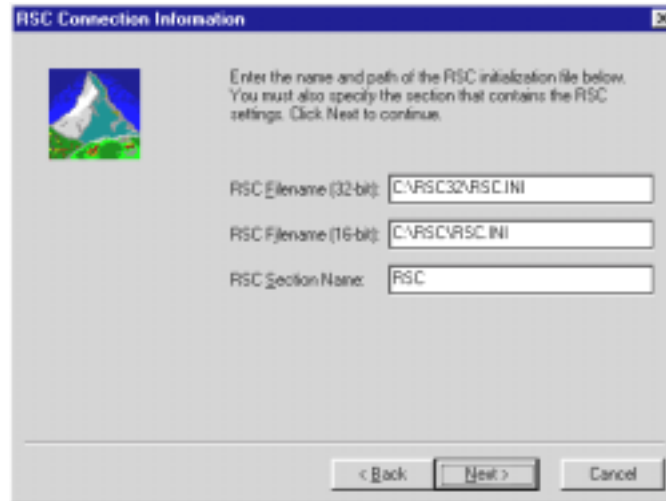 RSC Connection Information
Enter the name and path of the RSC initialization file below.
You must also specify the section that contains the RSC
settings. Click Next to continue.
RSC Filename (32-bit): C:\RSC32\RSC.INI
RSC Filename (16-bit): C:\RSC\RSC.INI
RSC Section Name: RSC
< Back Next > Cancel